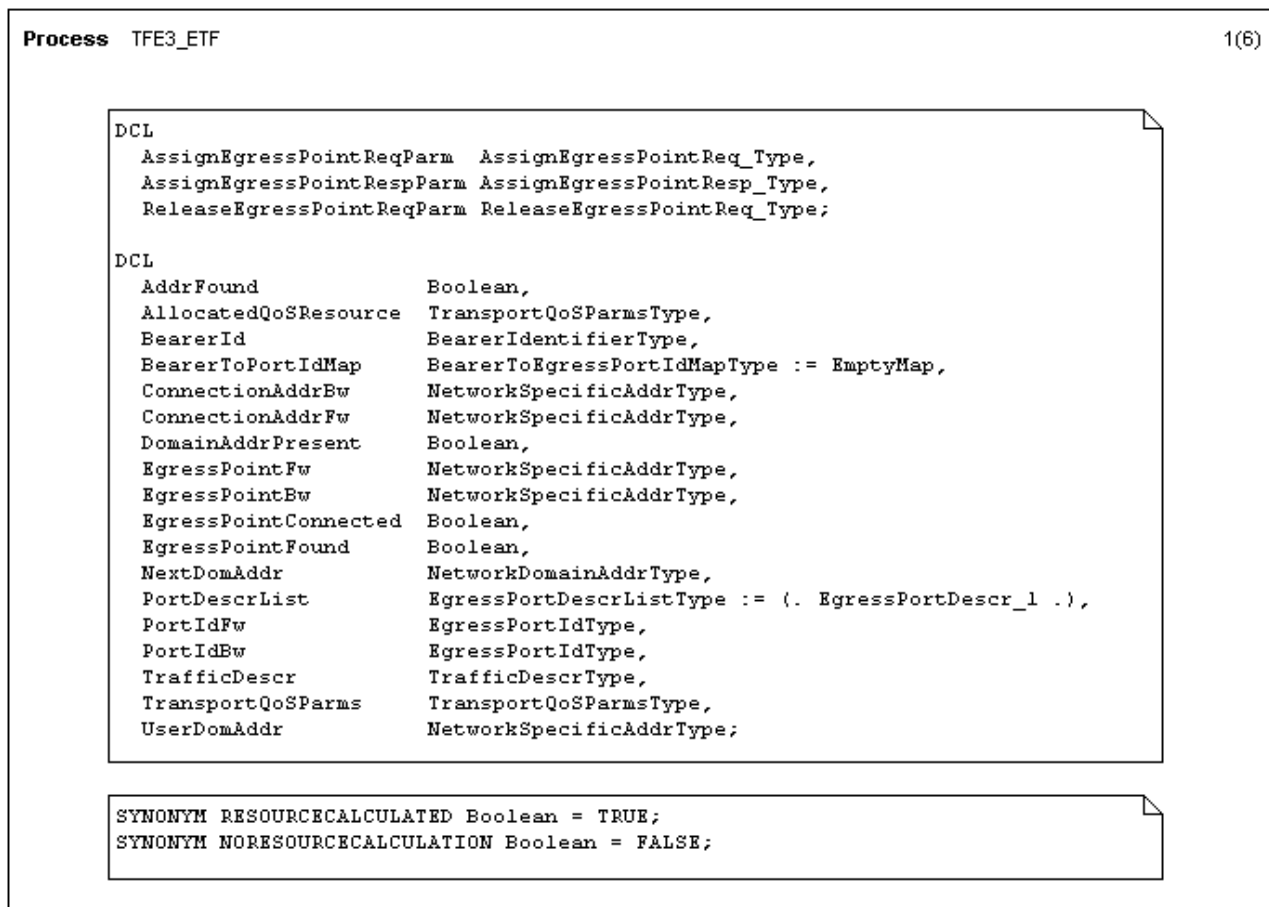 Process TFE3_ETF 1(6)
DCL
AssignEgressPointReqParm AssignEgressPointReq_Type,
AssignEgressPointRespParm AssignEgressPointResp_Type,
ReleaseEgressPointReqParm ReleaseEgressPointReq_Type;
DCL
AddrFound Boolean,
AllocatedQoSResource TransportQoSParmsType,
BearerId BearerIdentifierType,
BearerToPortIdMap BearerToEgressPortIdMapType := EmptyMap,
ConnectionAddrBw NetworkSpecificAddrType,
ConnectionAddrFw NetworkSpecificAddrType,
DomainAddrPresent Boolean,
EgressPointFw NetworkSpecificAddrType,
EgressPointBw NetworkSpecificAddrType,
EgressPointConnected Boolean,
EgressPointFound Boolean,
NextDomAddr NetworkDomainAddrType,
PortDescrList EgressPortDescrListType := (. EgressPortDescr_1 .),
PortIdFw EgressPortIdType,
PortIdBw EgressPortIdType,
TrafficDescr TrafficDescrType,
TransportQoSParms TransportQoSParmsType,
UserDomAddr NetworkSpecificAddrType;
SYNONYM RESOURCECALCULATED Boolean = TRUE;
SYNONYM NORESOURCECALCULATION Boolean = FALSE;